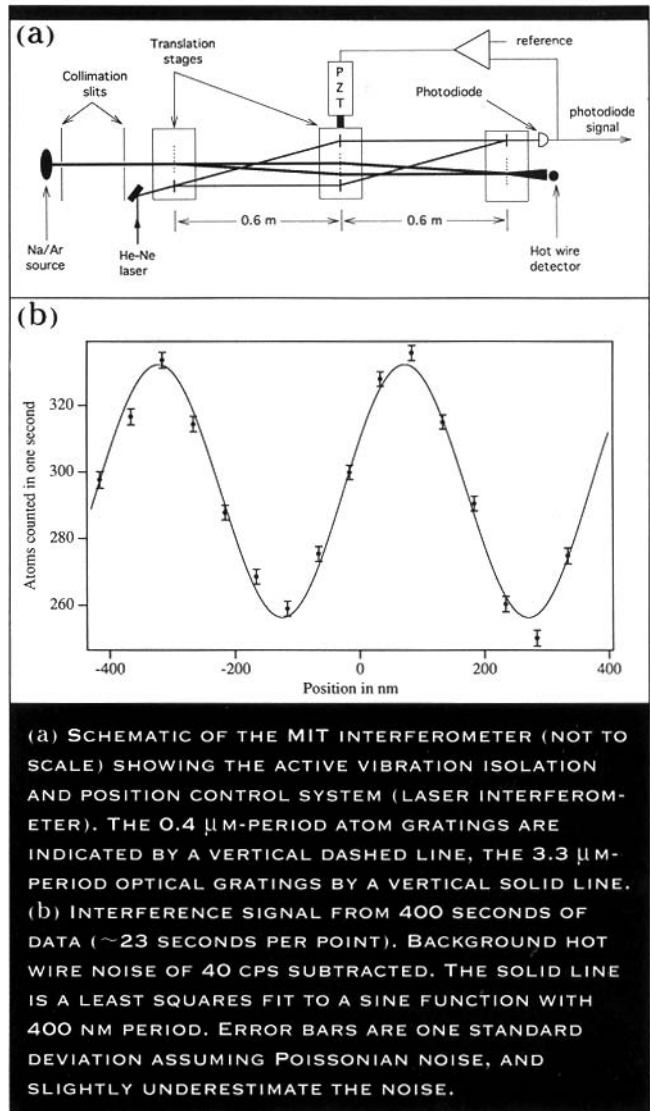 (a)
Translation
stages
Collimation
slits
P
Z
T
reference
Photodiode
photodiode
signal
0.6 m
0.6 m
Na/Ar
source
He-Ne
laser
Hot wire
detector
(b)
Atoms counted in one second
320
300
280
260
-400
-200
0
200
400
Position in nm
(a) SCHEMATIC OF THE MIT INTERFEROMETER (NOT TO
SCALE) SHOWING THE ACTIVE VIBRATION ISOLATION
AND POSITION CONTROL SYSTEM (LASER INTERFEROM-
ETER). THE 0.4 μM-PERIOD ATOM GRATINGS ARE
INDICATED BY A VERTICAL DASHED LINE, THE 3.3 μM-
PERIOD OPTICAL GRATINGS BY A VERTICAL SOLID LINE.
(b) INTERFERENCE SIGNAL FROM 400 SECONDS OF
DATA (~23 SECONDS PER POINT). BACKGROUND HOT
WIRE NOISE OF 40 CPS SUBTRACTED. THE SOLID LINE
IS A LEAST SQUARES FIT TO A SINE FUNCTION WITH
400 NM PERIOD. ERROR BARS ARE ONE STANDARD
DEVIATION ASSUMING POISSONIAN NOISE, AND
SLIGHTLY UNDERESTIMATE THE NOISE.